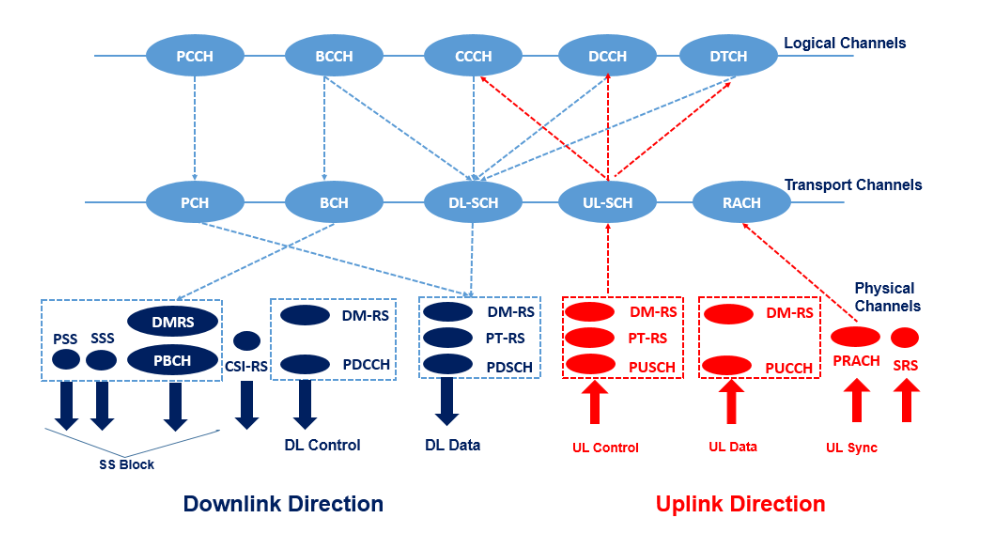 PCCH BCCH CCCH DCCH DTCH Logical Channels
PCH BCH DL-SCH UL-SCH RACH Transport Channels
Physical
Channels
PSS SSS DMRS
PBCH
CSI-RS
DM-RS
PDCCH
DM-RS
PT-RS
PDSCH
DM-RS
PT-RS
PUSCH
DM-RS
PUCCH
PRACH
SRS
SS Block
DL Control
DL Data
UL Control
UL Data
UL Sync
Downlink Direction
Uplink Direction